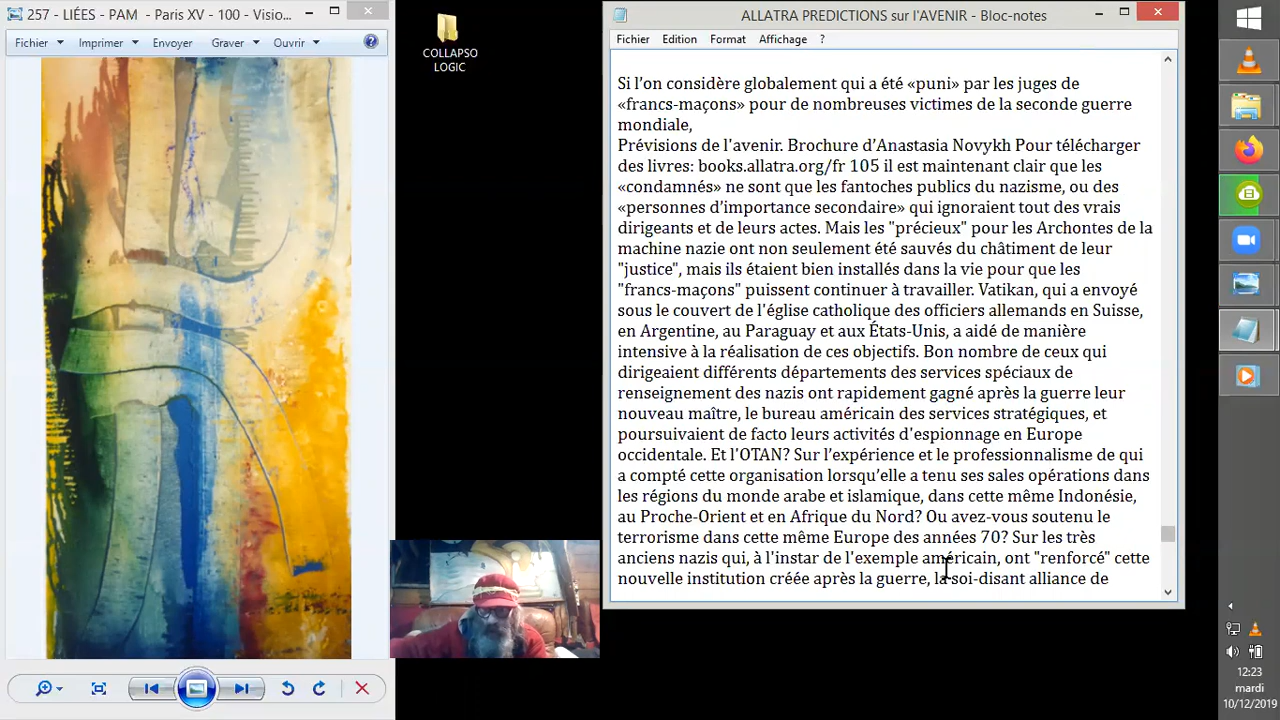 257 - LIÉES - PAM - Paris XV - 100 - Visio...
Fichier Imprimer Envoyer Graver Ouvrir
COLLAPSO
LOGIC
ALLATRA PREDICTIONS sur l'AVENIR - Bloc-notes
Fichier Edition Format Affichage ?
Si l’on considère globalement qui a été «puni» par les juges de
«francs-maçons» pour de nombreuses victimes de la seconde guerre
mondiale,
Prévisions de l'avenir. Brochure d’Anastasia Novykh Pour télécharger
des livres: books.allatra.org/fr 105 il est maintenant clair que les
«condamnés» ne sont que les fantoches publics du nazisme, ou des
«personnes d’importance secondaire» qui ignoraient tout des vrais
dirigeants et de leurs actes. Mais les "précieux" pour les Archontes de la
machine nazie ont non seulement été sauvés du châtiment de leur
"justice", mais ils étaient bien installés dans la vie pour que les
"francs-maçons" puissent continuer à travailler. Vatikan, qui a envoyé
sous le couvert de l'église catholique des officiers allemands en Suisse,
en Argentine, au Paraguay et aux États-Unis, a aidé de manière
intensive à la réalisation de ces objectifs. Bon nombre de ceux qui
dirigeaient différents départements des services spéciaux de
renseignement des nazis ont rapidement gagné après la guerre leur
nouveau maître, le bureau américain des services stratégiques, et
poursuivaient de facto leurs activités d'espionnage en Europe
occidentale. Et l'OTAN? Sur l’expérience et le professionnalisme de qui
a compté cette organisation lorsqu’elle a tenu ses sales opérations dans
les régions du monde arabe et islamique, dans cette même Indonésie,
au Proche-Orient et en Afrique du Nord? Ou avez-vous soutenu le
terrorisme dans cette même Europe des années 70? Sur les très
anciens nazis qui, à l'instar de l'exemple américain, ont "renforcé" cette
nouvelle institution créée après la guerre, la soi-disant alliance de
12:23
mardi
10/12/2019